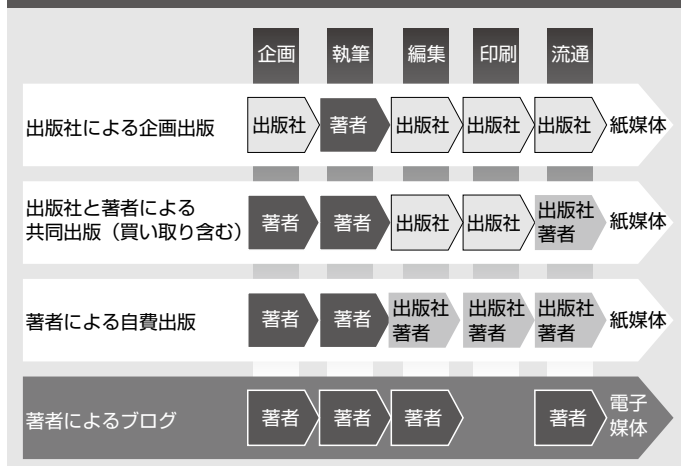 企画 執筆 編集 印刷 流通
出版社による企画出版 出版社 著者 出版社 出版社 出版社 紙媒体
出版社と著者による
共同出版（買い取り含む） 著者 著者 出版社 出版社 出版社
著者 紙媒体
著者による自費出版 著者 著者 出版社
著者 出版社
著者 出版社
著者 紙媒体
著者によるブログ 著者 著者 著者 著者 電子
媒体